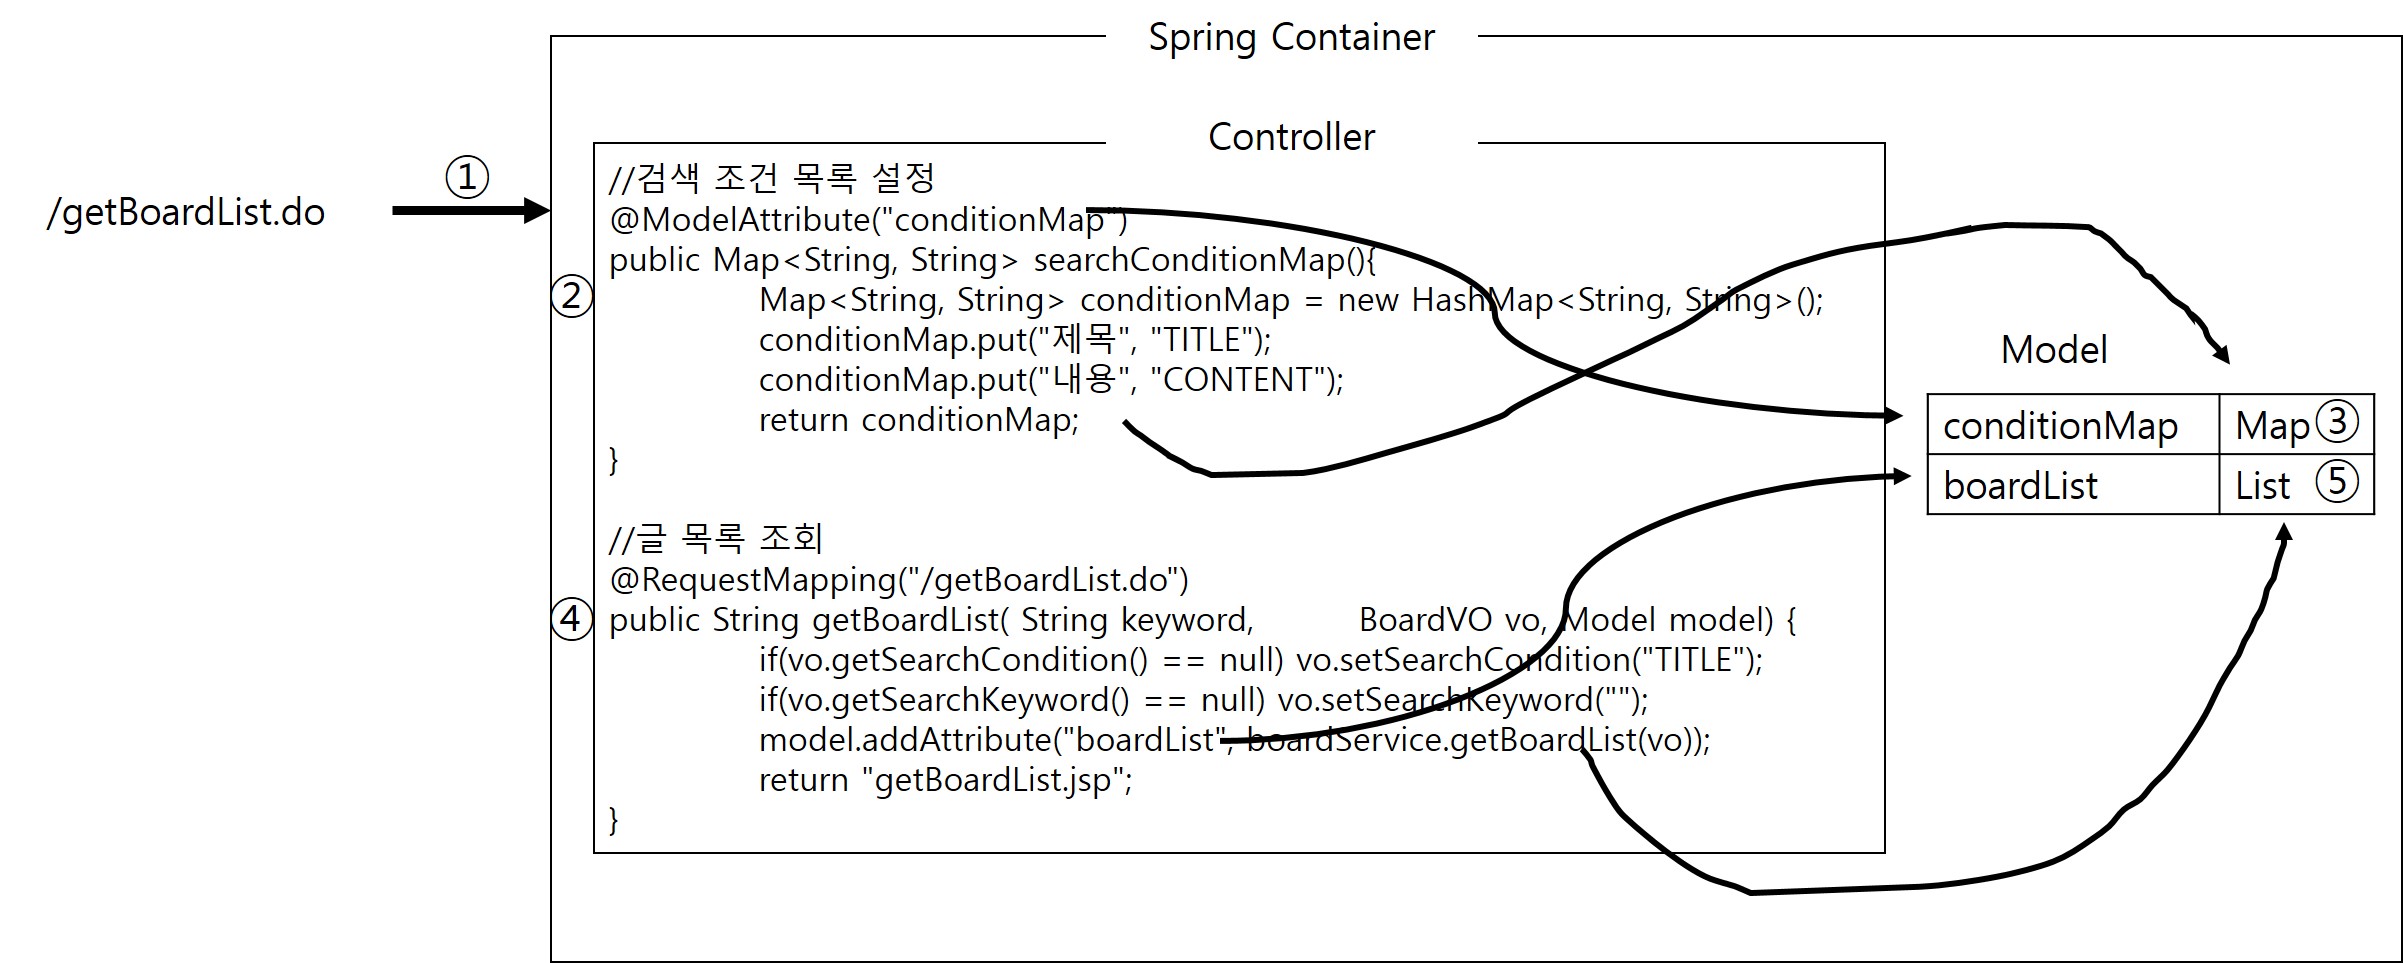 Spring Container
Controller
/getBoardList.do
①
//검색 조건 목록 설정
@ModelAttribute("conditionMap")
public Map<String, String> searchConditionMap(){
②
Map<String, String> conditionMap = new HashMap<String, String>();
conditionMap.put("제목", "TITLE");
conditionMap.put("내용", "CONTENT");
return conditionMap;
}
//글 목록 조회
@RequestMapping("/getBoardList.do")
④
public String getBoardList( String keyword, BoardVO vo, Model model) {
if(vo.getSearchCondition() == null) vo.setSearchCondition("TITLE");
if(vo.getSearchKeyword() == null) vo.setSearchKeyword("");
model.addAttribute("boardList", boardService.getBoardList(vo));
return "getBoardList.jsp";
}
Model
conditionMap Map ③
boardList List ⑤